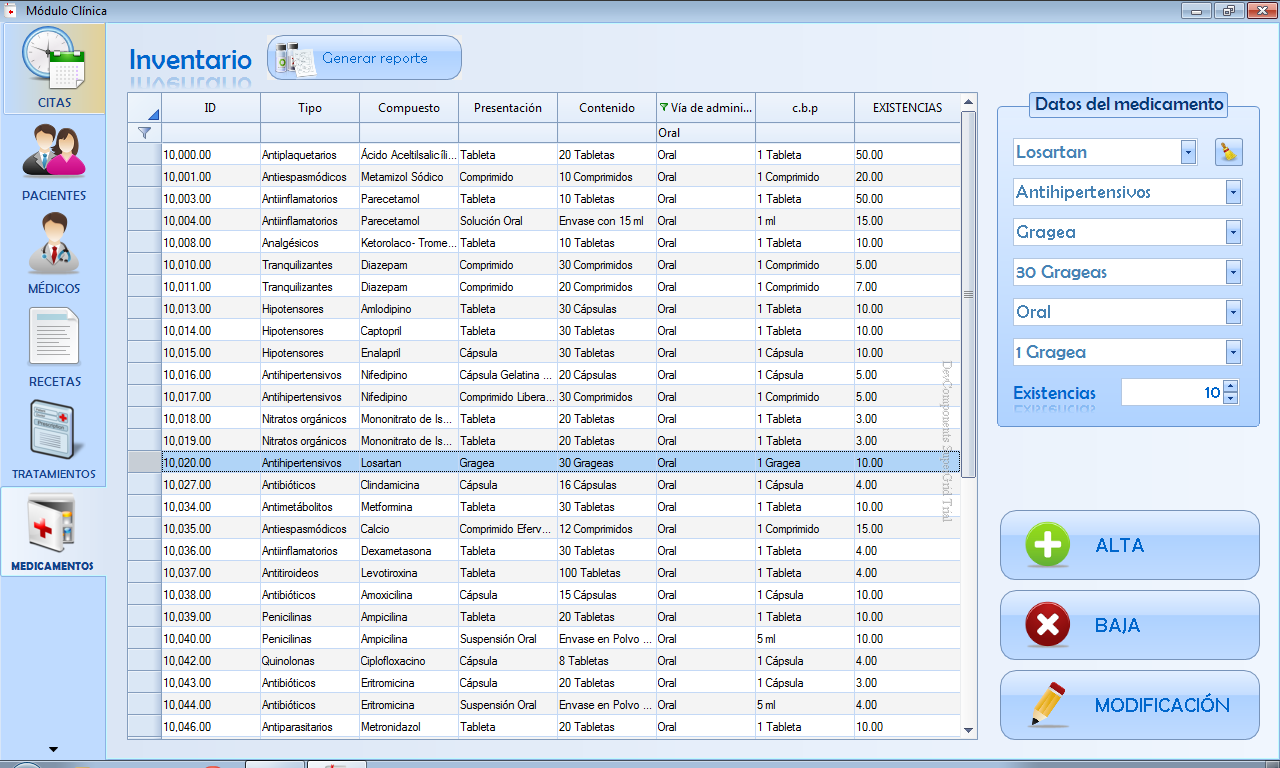 Módulo Clínica
CITAS
PACIENTES
MÉDICOS
RECETAS
TRATAMIENTOS
MEDICAMENTOS
Inventario
Generar reporte
ID Tipo Compuesto Presentación Contenido Vía de admini... c.b.p EXISTENCIAS
Oral
10,000.00 Antiplaquetarios Ácido Aceltilsalicíli... Tableta 20 Tabletas Oral 1 Tableta 50.00
10,001.00 Antiespasmódicos Metamizol Sódico Comprimido 10 Comprimidos Oral 1 Comprimido 20.00
10,003.00 Antiinflamatorios Parecetamol Tableta 10 Tabletas Oral 1 Tableta 50.00
10,004.00 Antiinflamatorios Parecetamol Solución Oral Envase con 15 ml Oral 1 ml 15.00
10,008.00 Analgésicos Ketorolaco- Trome... Tableta 10 Tabletas Oral 1 Tableta 10.00
10,010.00 Tranquilizantes Diazepam Comprimido 30 Comprimidos Oral 1 Comprimido 5.00
10,011.00 Tranquilizantes Diazepam Comprimido 20 Comprimidos Oral 1 Comprimido 7.00
10,013.00 Hipotensores Amlodipino Tableta 30 Cápsulas Oral 1 Tableta 10.00
10,014.00 Hipotensores Captopril Tableta 30 Tabletas Oral 1 Tableta 10.00
10,015.00 Hipotensores Enalapril Cápsula 30 Tabletas Oral 1 Cápsula 10.00
10,016.00 Antihipertensivos Nifedipino Cápsula Gelatina ... 20 Cápsulas Oral 1 Cápsula 5.00
10,017.00 Antihipertensivos Nifedipino Comprimido Libera... 30 Comprimidos Oral 1 Cápsula 5.00
10,018.00 Nitratos orgánicos Mononitrato de Is... Tableta 20 Tabletas Oral 1 Tableta 3.00
10,019.00 Nitratos orgánicos Mononitrato de Is... Tableta 20 Tabletas Oral 1 Tableta 3.00
10,020.00 Antihipertensivos Losartan Gragea 30 Grageas Oral 1 Gragea 10.00
10,027.00 Antibióticos Clindamicina Cápsula 16 Cápsulas Oral 1 Cápsula 4.00
10,034.00 Antimetábolitos Metformina Tableta 30 Tabletas Oral 1 Tableta 10.00
10,035.00 Antiespasmódicos Calcio Comprimido Eferv... 12 Comprimidos Oral 1 Comprimido 15.00
10,036.00 Antiinflamatorios Dexametasona Tableta 30 Tabletas Oral 1 Tableta 4.00
10,037.00 Antitiroideos Levotiroxina Tableta 100 Tabletas Oral 1 Tableta 4.00
10,038.00 Antibióticos Amoxicilina Cápsula 15 Cápsulas Oral 1 Cápsula 10.00
10,039.00 Penicilinas Ampicilina Tableta 20 Tabletas Oral 1 Tableta 10.00
10,040.00 Penicilinas Ampicilina Suspensión Oral Envase en Polvo ... Oral 5 ml 10.00
10,042.00 Quinolonas Ciplofloxacino Cápsula 8 Tabletas Oral 1 Cápsula 4.00
10,043.00 Antibióticos Eritromicina Cápsula 20 Tabletas Oral 1 Cápsula 3.00
10,044.00 Antibióticos Eritromicina Suspensión Oral Envase en Polvo ... Oral 5 ml 4.00
10,046.00 Antiparasitarios Metronidazol Tableta 20 Tabletas Oral 1 Tableta 10.00
DevComponents SuperGrid Trial
Datos del medicamento
Losartan
Antihipertensivos
Gragea
30 Grageas
Oral
1 Gragea
Existencias 10
ALTA
BAJA
MODIFICACIÓN